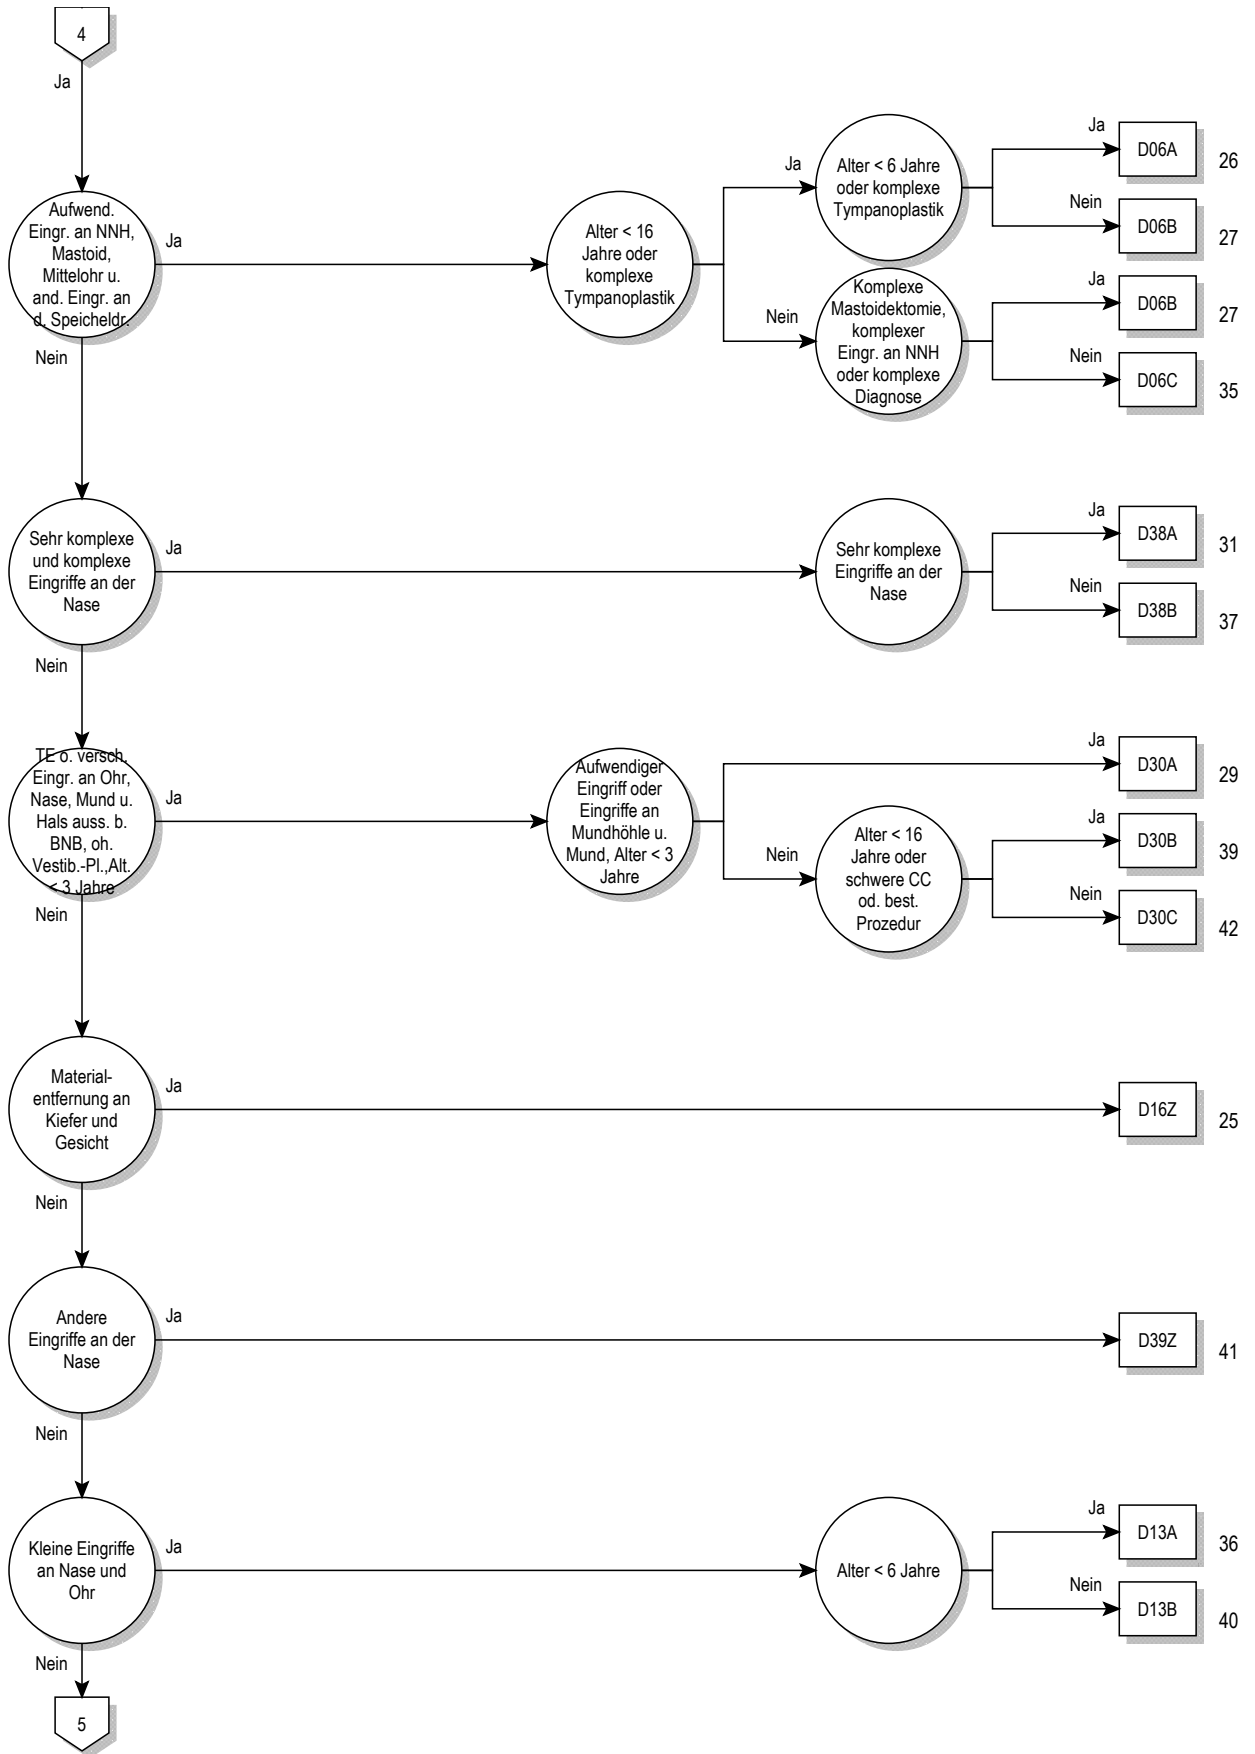 4
Ja
Aufwend.
Eingr. an NNH,
Mastoid,
Mittelohr u.
and. Eingr. an
d. Speicheldr.
Ja
Nein
Alter < 16
Jahre oder
komplexe
Tympanoplastik
Ja
Alter < 6 Jahre
oder komplexe
Tympanoplastik
Ja
D06A
26
Nein
D06B
27
Nein
Komplexe
Mastoidektomie,
komplexer
Eingr. an NNH
oder komplexe
Diagnose
Ja
D06B
27
Nein
D06C
35
Sehr komplexe
und komplexe
Eingriffe an der
Nase
Ja
Nein
Sehr komplexe
Eingriffe an der
Nase
Ja
D38A
31
Nein
D38B
37
TE o. versch.
Eingr. an Ohr,
Nase, Mund u.
Hals auss. b.
BNB, oh.
Vestib.-Pl.,Alt.
< 3 Jahre
Ja
Nein
Aufwendiger
Eingriff oder
Eingriffe an
Mundhöhle u.
Mund, Alter < 3
Jahre
Ja
D30A
29
Nein
Alter < 16
Jahre oder
schwere CC
od. best.
Prozedur
Ja
D30B
39
Nein
D30C
42
Material-
entfernung an
Kiefer und
Gesicht
Ja
Nein
D16Z
25
Andere
Eingriffe an der
Nase
Ja
Nein
D39Z
41
Kleine Eingriffe
an Nase und
Ohr
Ja
Nein
Alter < 6 Jahre
Ja
D13A
36
Nein
D13B
40
5